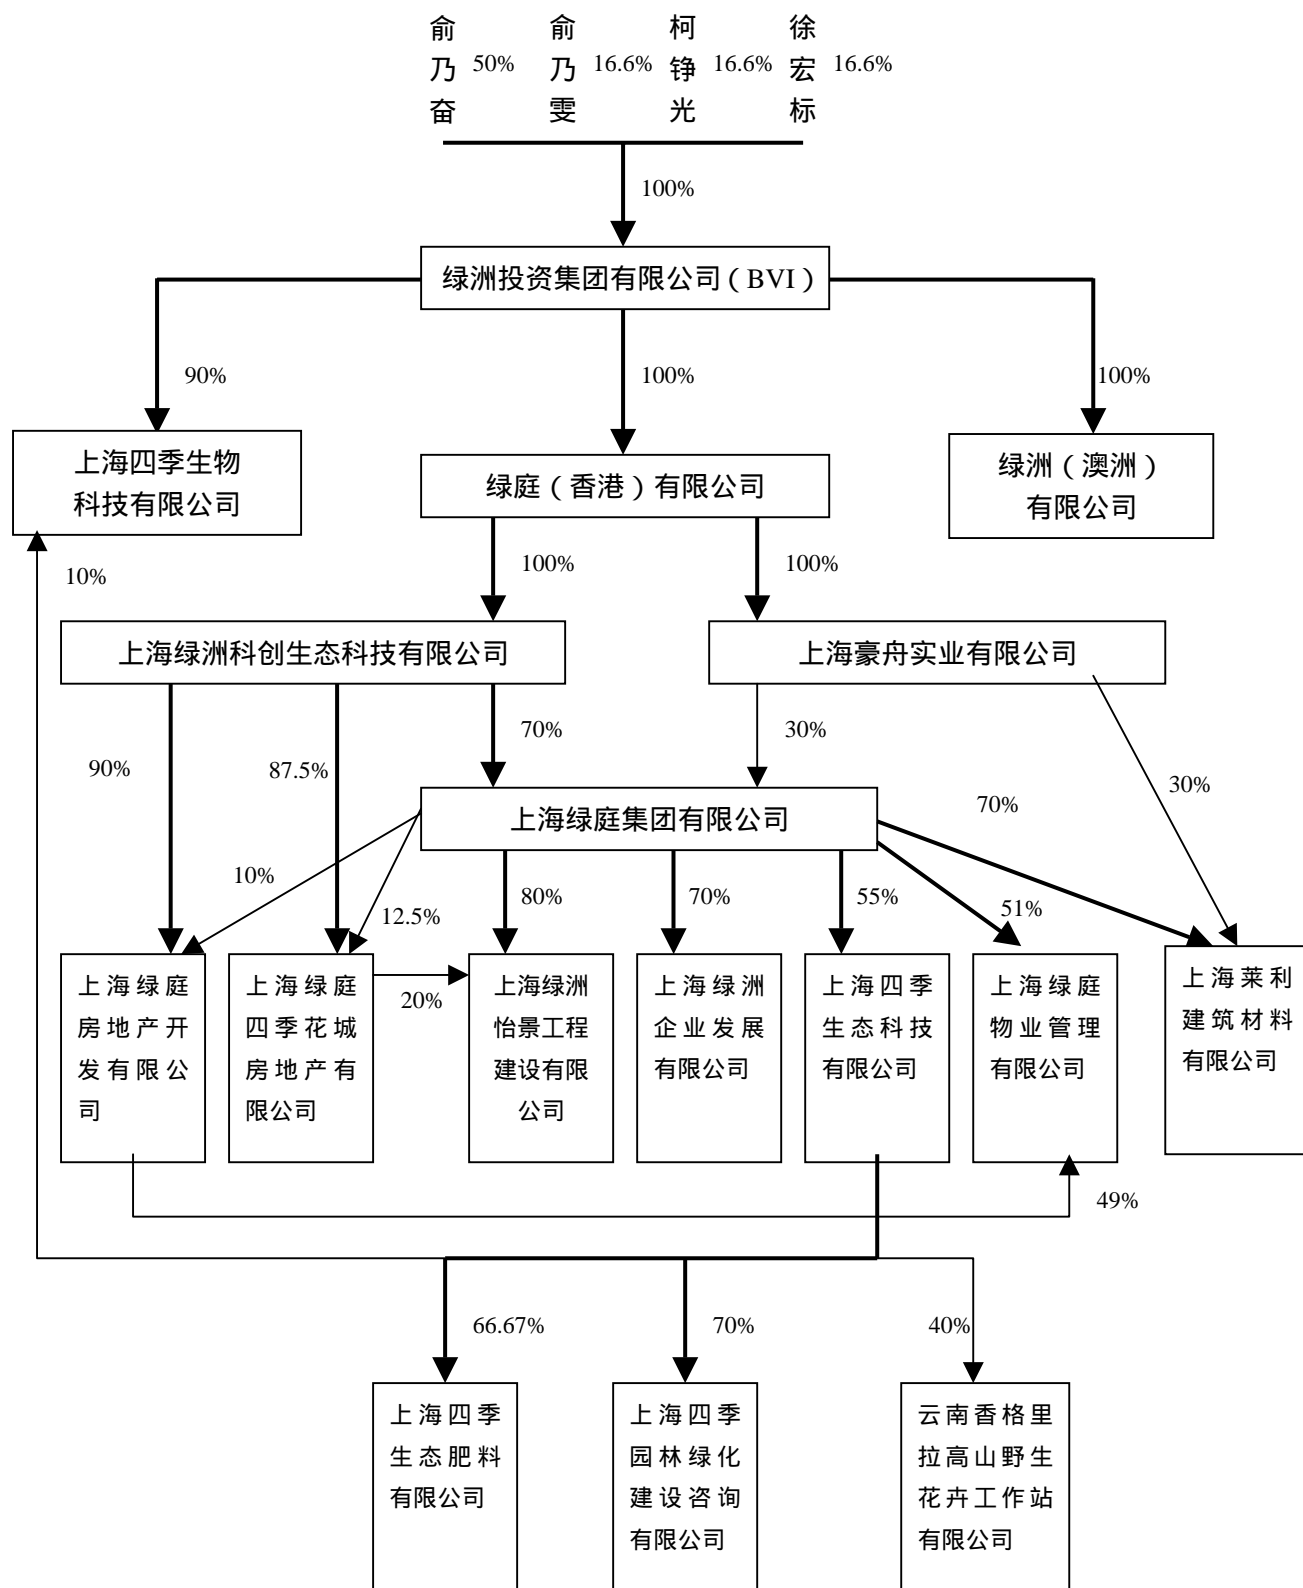 俞乃奋 50% 俞乃雯 16.6% 柯铮光 16.6% 徐宏标 16.6%
100%
绿洲投资集团有限公司（BVI）
90%
100%
100%
上海四季生物
科技有限公司
绿庭（香港）有限公司
绿洲（澳洲）
有限公司
10%
100%
100%
上海绿洲科创生态科技有限公司
上海豪舟实业有限公司
90%
87.5%
70%
30%
30%
上海绿庭集团有限公司
70%
10%
12.5%
80%
70%
55%
51%
上海绿庭
房地产开
发有限公
司
上海绿庭
四季花城
房地产有
限公司
20%
上海绿洲
怡景工程
建设有限
公司
上海绿洲
企业发展
有限公司
上海四季
生态科技
有限公司
上海绿庭
物业管理
有限公司
上海莱利
建筑材料
有限公司
49%
66.67%
70%
40%
上海四季
生态肥料
有限公司
上海四季
园林绿化
建设咨询
有限公司
云南香格里
拉高山野生
花卉工作站
有限公司